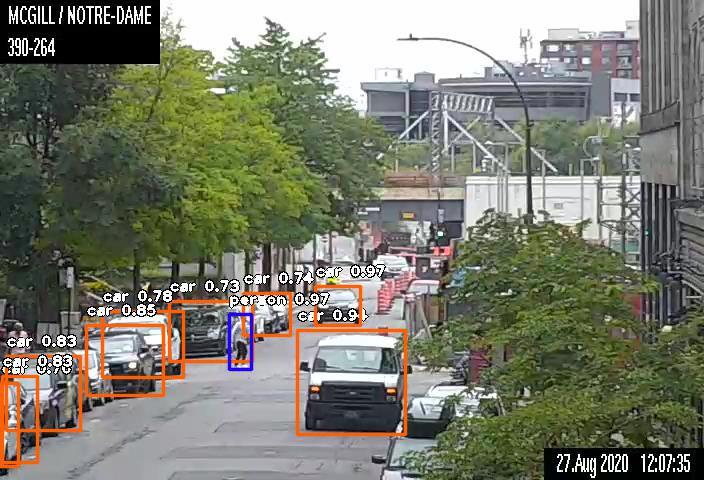 MCGILL / NOTRE-DAME
390-264
car 0.97
car 0.74
car 0.73
person 0.97
car 0.78
car 0.94
car 0.85
car 0.83
car 0.83
27.Aug 2020 12:07:35